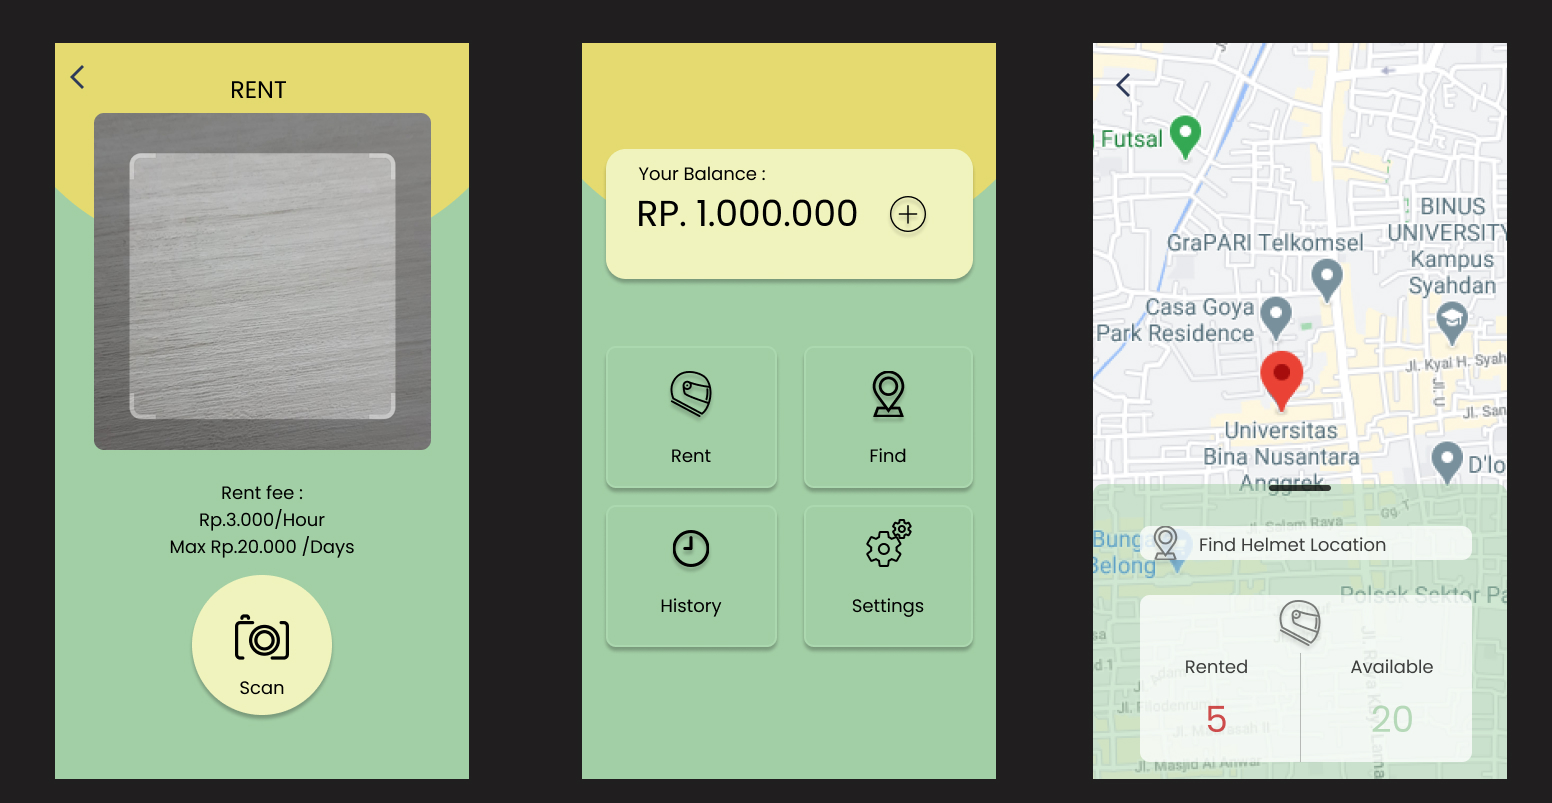 RENT
Rent fee :
Rp.3.000/Hour
Max Rp.20.000 /Days
Scan
Your Balance :
RP. 1.000.000
Rent
Find
History
Settings
Futsal
BINUS
UNIVERSITY
Kampus
Syahdan
GraPARI Telkomsel
Casa Goya
Park Residence
Jl. Kyai H. Syah
Jl. U
Jl. San
Universitas
Bina Nusantara
Anggrek
D'lo
Gg. T
Jl. Salam Raya
Bunga
Belong
Find Helmet Location
Polsek Sektor Pa
Rented
Available
5
20
Jl. Masjid Al Anwar